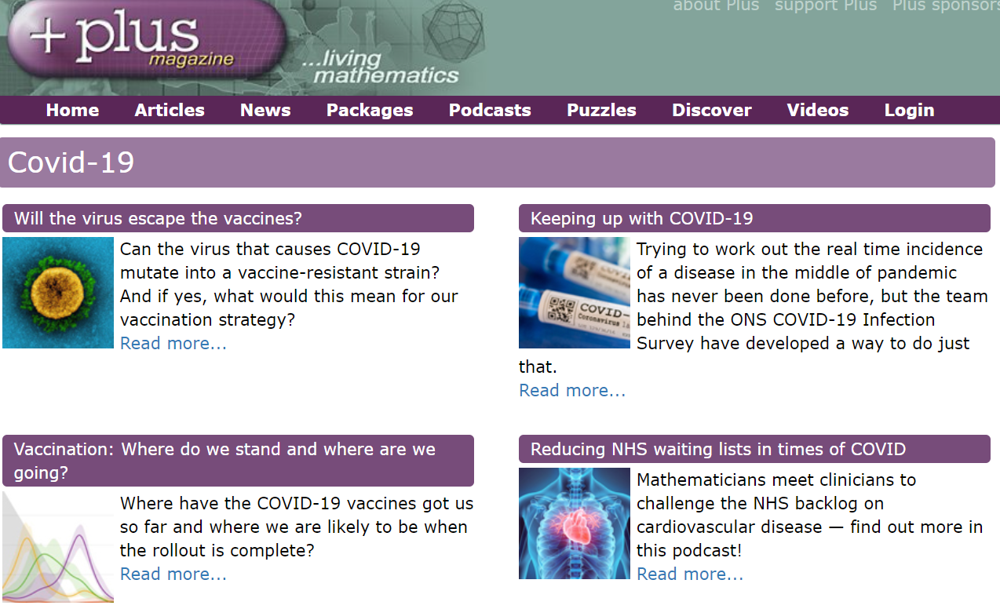 about Plus support Plus Plus sponsors
+plus
magazine
...living
mathematics
Home Articles News Packages Podcasts Puzzles Discover Videos Login
Covid-19
Will the virus escape the vaccines?
Can the virus that causes COVID-19
mutate into a vaccine-resistant strain?
And if yes, what would this mean for our
vaccination strategy?
Read more...
Keeping up with COVID-19
COVID-
Coronavirus
Trying to work out the real time incidence
of a disease in the middle of pandemic
has never been done before, but the team
behind the ONS COVID-19 Infection
Survey have developed a way to do just
that.
Read more...
Vaccination: Where do we stand and where are we
going?
Where have the COVID-19 vaccines got us
so far and where we are likely to be when
the rollout is complete?
Read more...
Reducing NHS waiting lists in times of COVID
Mathematicians meet clinicians to
challenge the NHS backlog on
cardiovascular disease — find out more in
this podcast!
Read more...